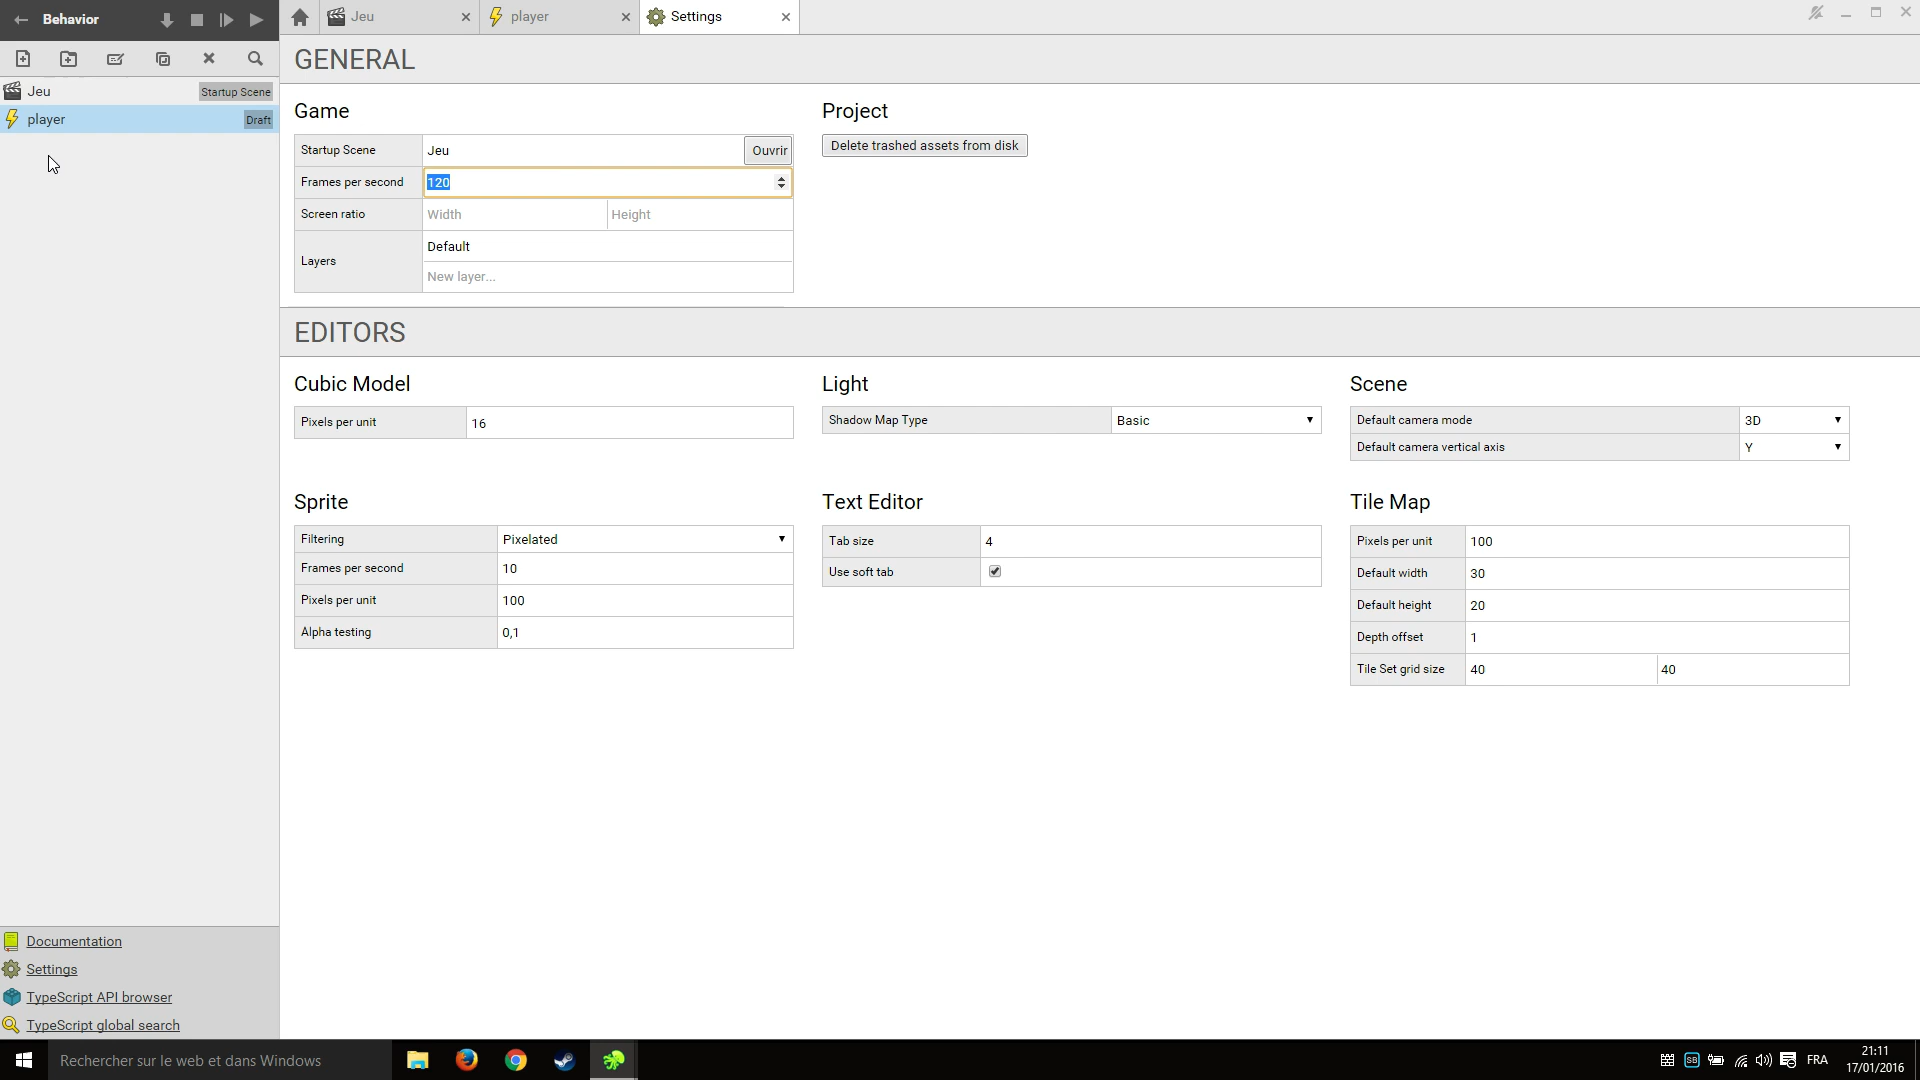 Behavior
Jeu
player
Settings
Jeu
Startup Scene
player
Draft
GENERAL
Game
Startup Scene
Jeu
Ouvrir
Frames per second
120
Screen ratio
Width
Height
Layers
Default
New layer...
Project
Delete trashed assets from disk
EDITORS
Cubic Model
Pixels per unit
16
Light
Shadow Map Type
Basic
Scene
Default camera mode
3D
Default camera vertical axis
Y
Sprite
Filtering
Pixelated
Frames per second
10
Pixels per unit
100
Alpha testing
0,1
Text Editor
Tab size
4
Use soft tab
Tile Map
Pixels per unit
100
Default width
30
Default height
20
Depth offset
1
Tile Set grid size
40
40
Documentation
Settings
TypeScript API browser
TypeScript global search
Rechercher sur le web et dans Windows
SB
FRA
21:11
17/01/2016